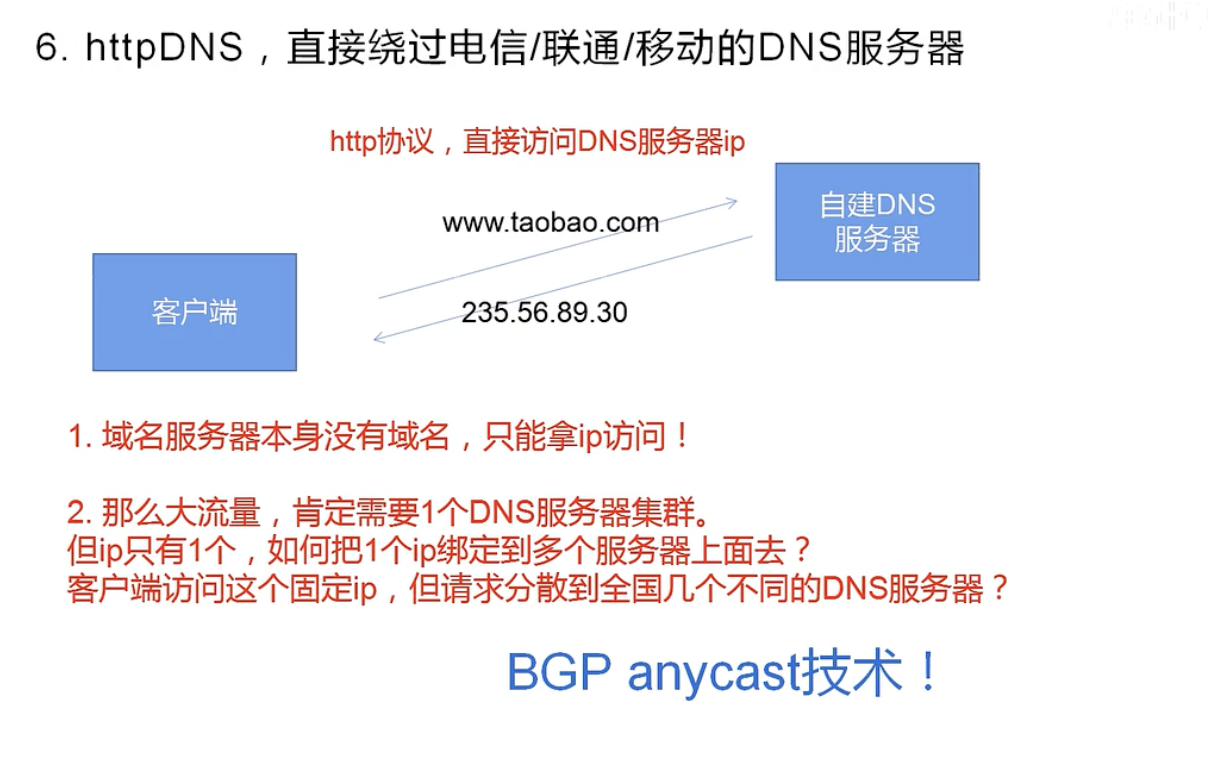 6. httpDNS，直接绕过电信/联通/移动的DNS服务器
http协议，直接访问DNS服务器ip
www.taobao.com
自建DNS
服务器
客户端
235.56.89.30
1. 域名服务器本身没有域名，只能拿ip访问！
2. 那么大流量，肯定需要1个DNS服务器集群。
但ip只有1个，如何把1个ip绑定到多个服务器上面去？
客户端访问这个固定ip，但请求分散到全国几个不同的DNS服务器？
BGP anycast技术！